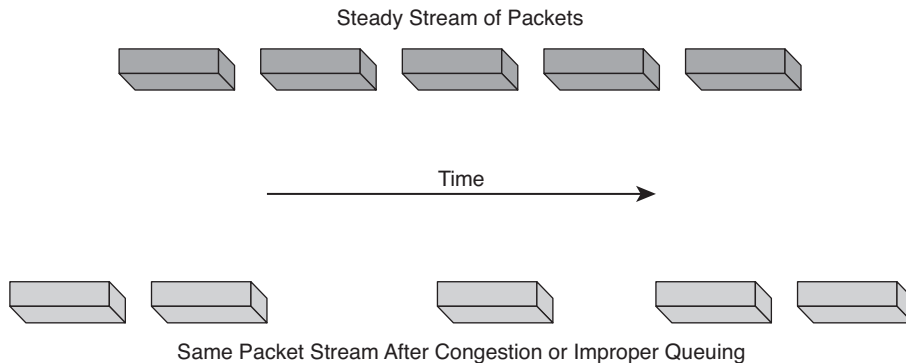 Steady Stream of Packets
Time
Same Packet Stream After Congestion or Improper Queuing